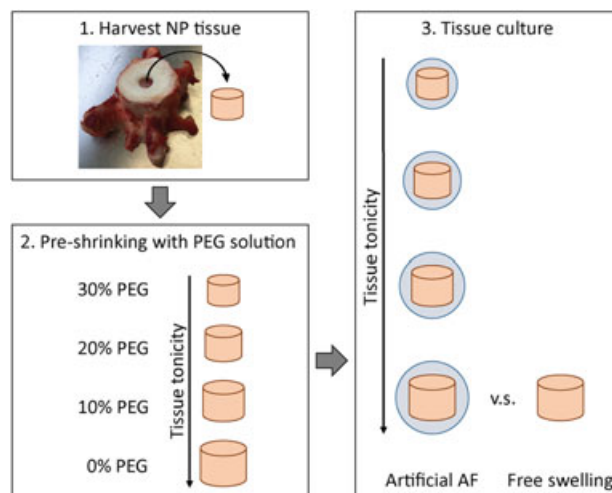 1. Harvest NP tissue
2. Pre-shrinking with PEG solution
30% PEG
20% PEG
10% PEG
0% PEG
Tissue tonicity
3. Tissue culture
Tissue tonicity
v.s.
Artificial AF
Free swelling